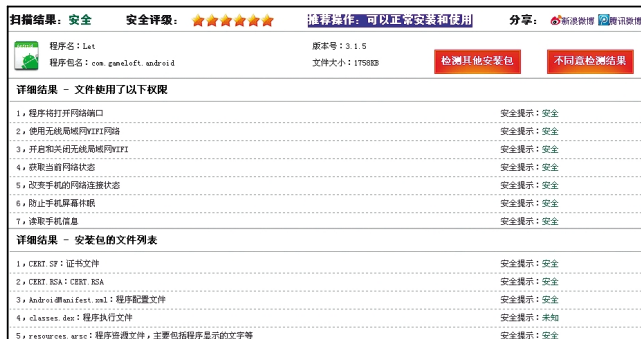 扫描结果：安全 安全评级： 推荐操作：可以正常安装和使用 分享： 新浪微博 腾讯微博
程序名：Let 版本号：3.1.5
程序包名：com.gameloft.android 文件大小：1758KB 检测其他安装包 不同意检测结果
详细结果 - 文件使用了以下权限
1，程序将打开网络端口 安全提示：安全
2，使用无线局域网WIFI网络 安全提示：安全
3，开启和关闭无线局域网WIFI 安全提示：安全
4，获取当前网络状态 安全提示：安全
5，改变手机的网络连接状态 安全提示：安全
6，防止手机屏幕休眠 安全提示：安全
7，读取手机信息 安全提示：安全
详细结果 - 安装包的文件列表
1，CERT.SF：证书文件 安全提示：安全
2，CERT.RSA：CERT.RSA 安全提示：安全
3，AndroidManifest.xml：程序配置文件 安全提示：安全
4，classes.dex：程序执行文件 安全提示：未知
5，resources.arsc：程序资源文件，主要包括程序显示的文字等 安全提示：安全